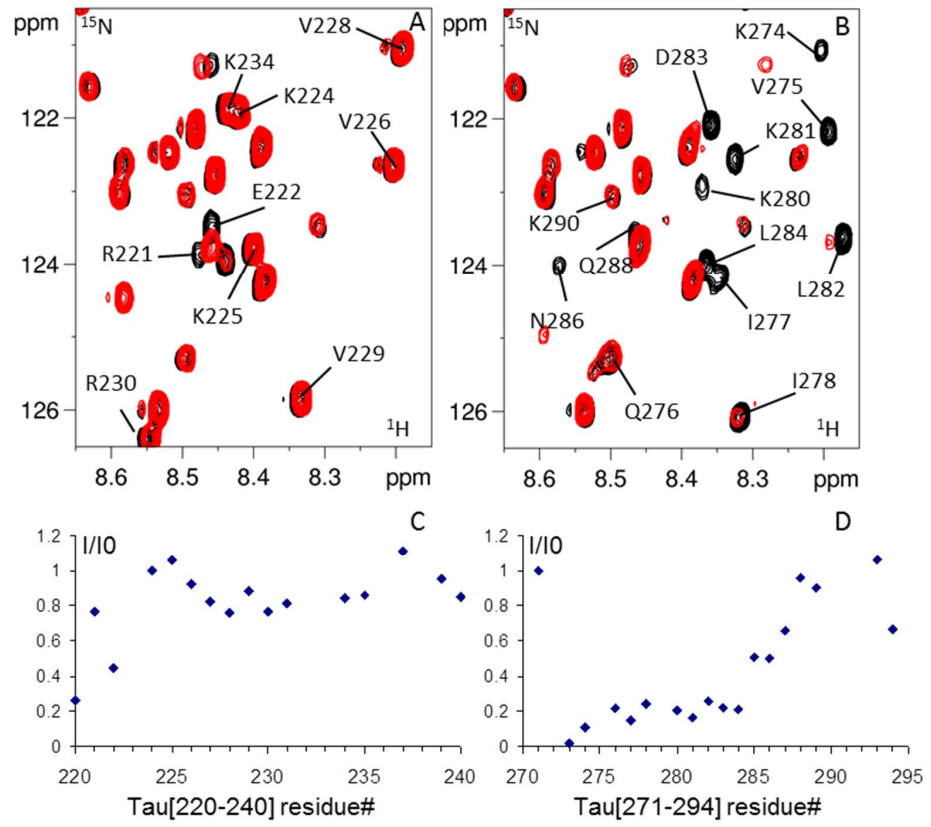 ppm 15N A
V228
K234
K224
122
V226
E222
R221
124
K225
V229
R230
126
1H
8.6 8.5 8.4 8.3 ppm
ppm 15N B
K274
D283
V275
122
K281
K280
K290
L284
Q288
124
L282
N286
I277
I278
Q276
126
1H
8.6 8.5 8.4 8.3 ppm
C
I/I0
1.2
1
0.8
0.6
0.4
0.2
0
220 225 230 235 240
Tau[220-240] residue#
D
I/I0
1.2
1
0.8
0.6
0.4
0.2
0
270 275 280 285 290 295
Tau[271-294] residue#